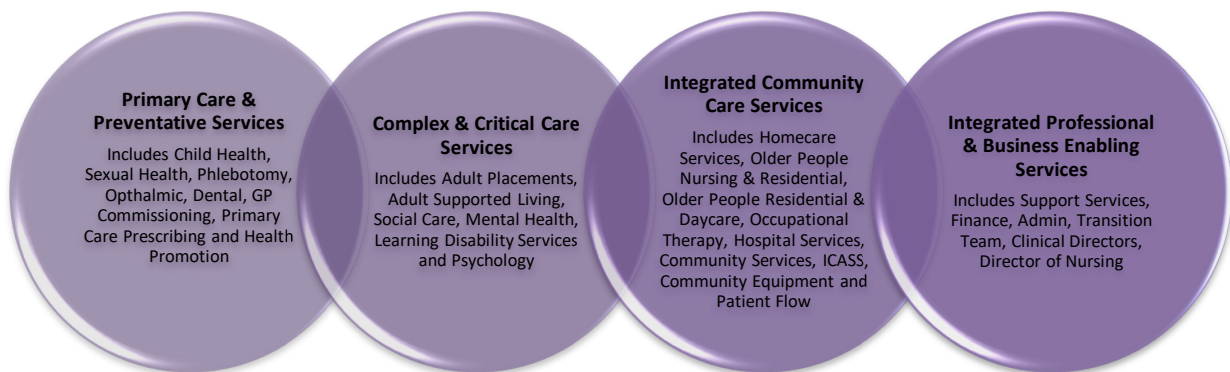 Primary Care &
Preventative Services
Includes Child Health,
Sexual Health, Phlebotomy,
Opthalmic, Dental, GP
Commissioning, Primary
Care Prescribing and Health
Promotion
Complex & Critical Care
Services
Includes Adult Placements,
Adult Supported Living,
Social Care, Mental Health,
Learning Disability Services
and Psychology
Integrated Community
Care Services
Includes Homecare
Services, Older People
Nursing & Residential,
Older People Residential &
Daycare, Occupational
Therapy, Hospital Services,
Community Services, ICASS,
Community Equipment and
Patient Flow
Integrated Professional
& Business Enabling
Services
Includes Support Services,
Finance, Admin, Transition
Team, Clinical Directors,
Director of Nursing